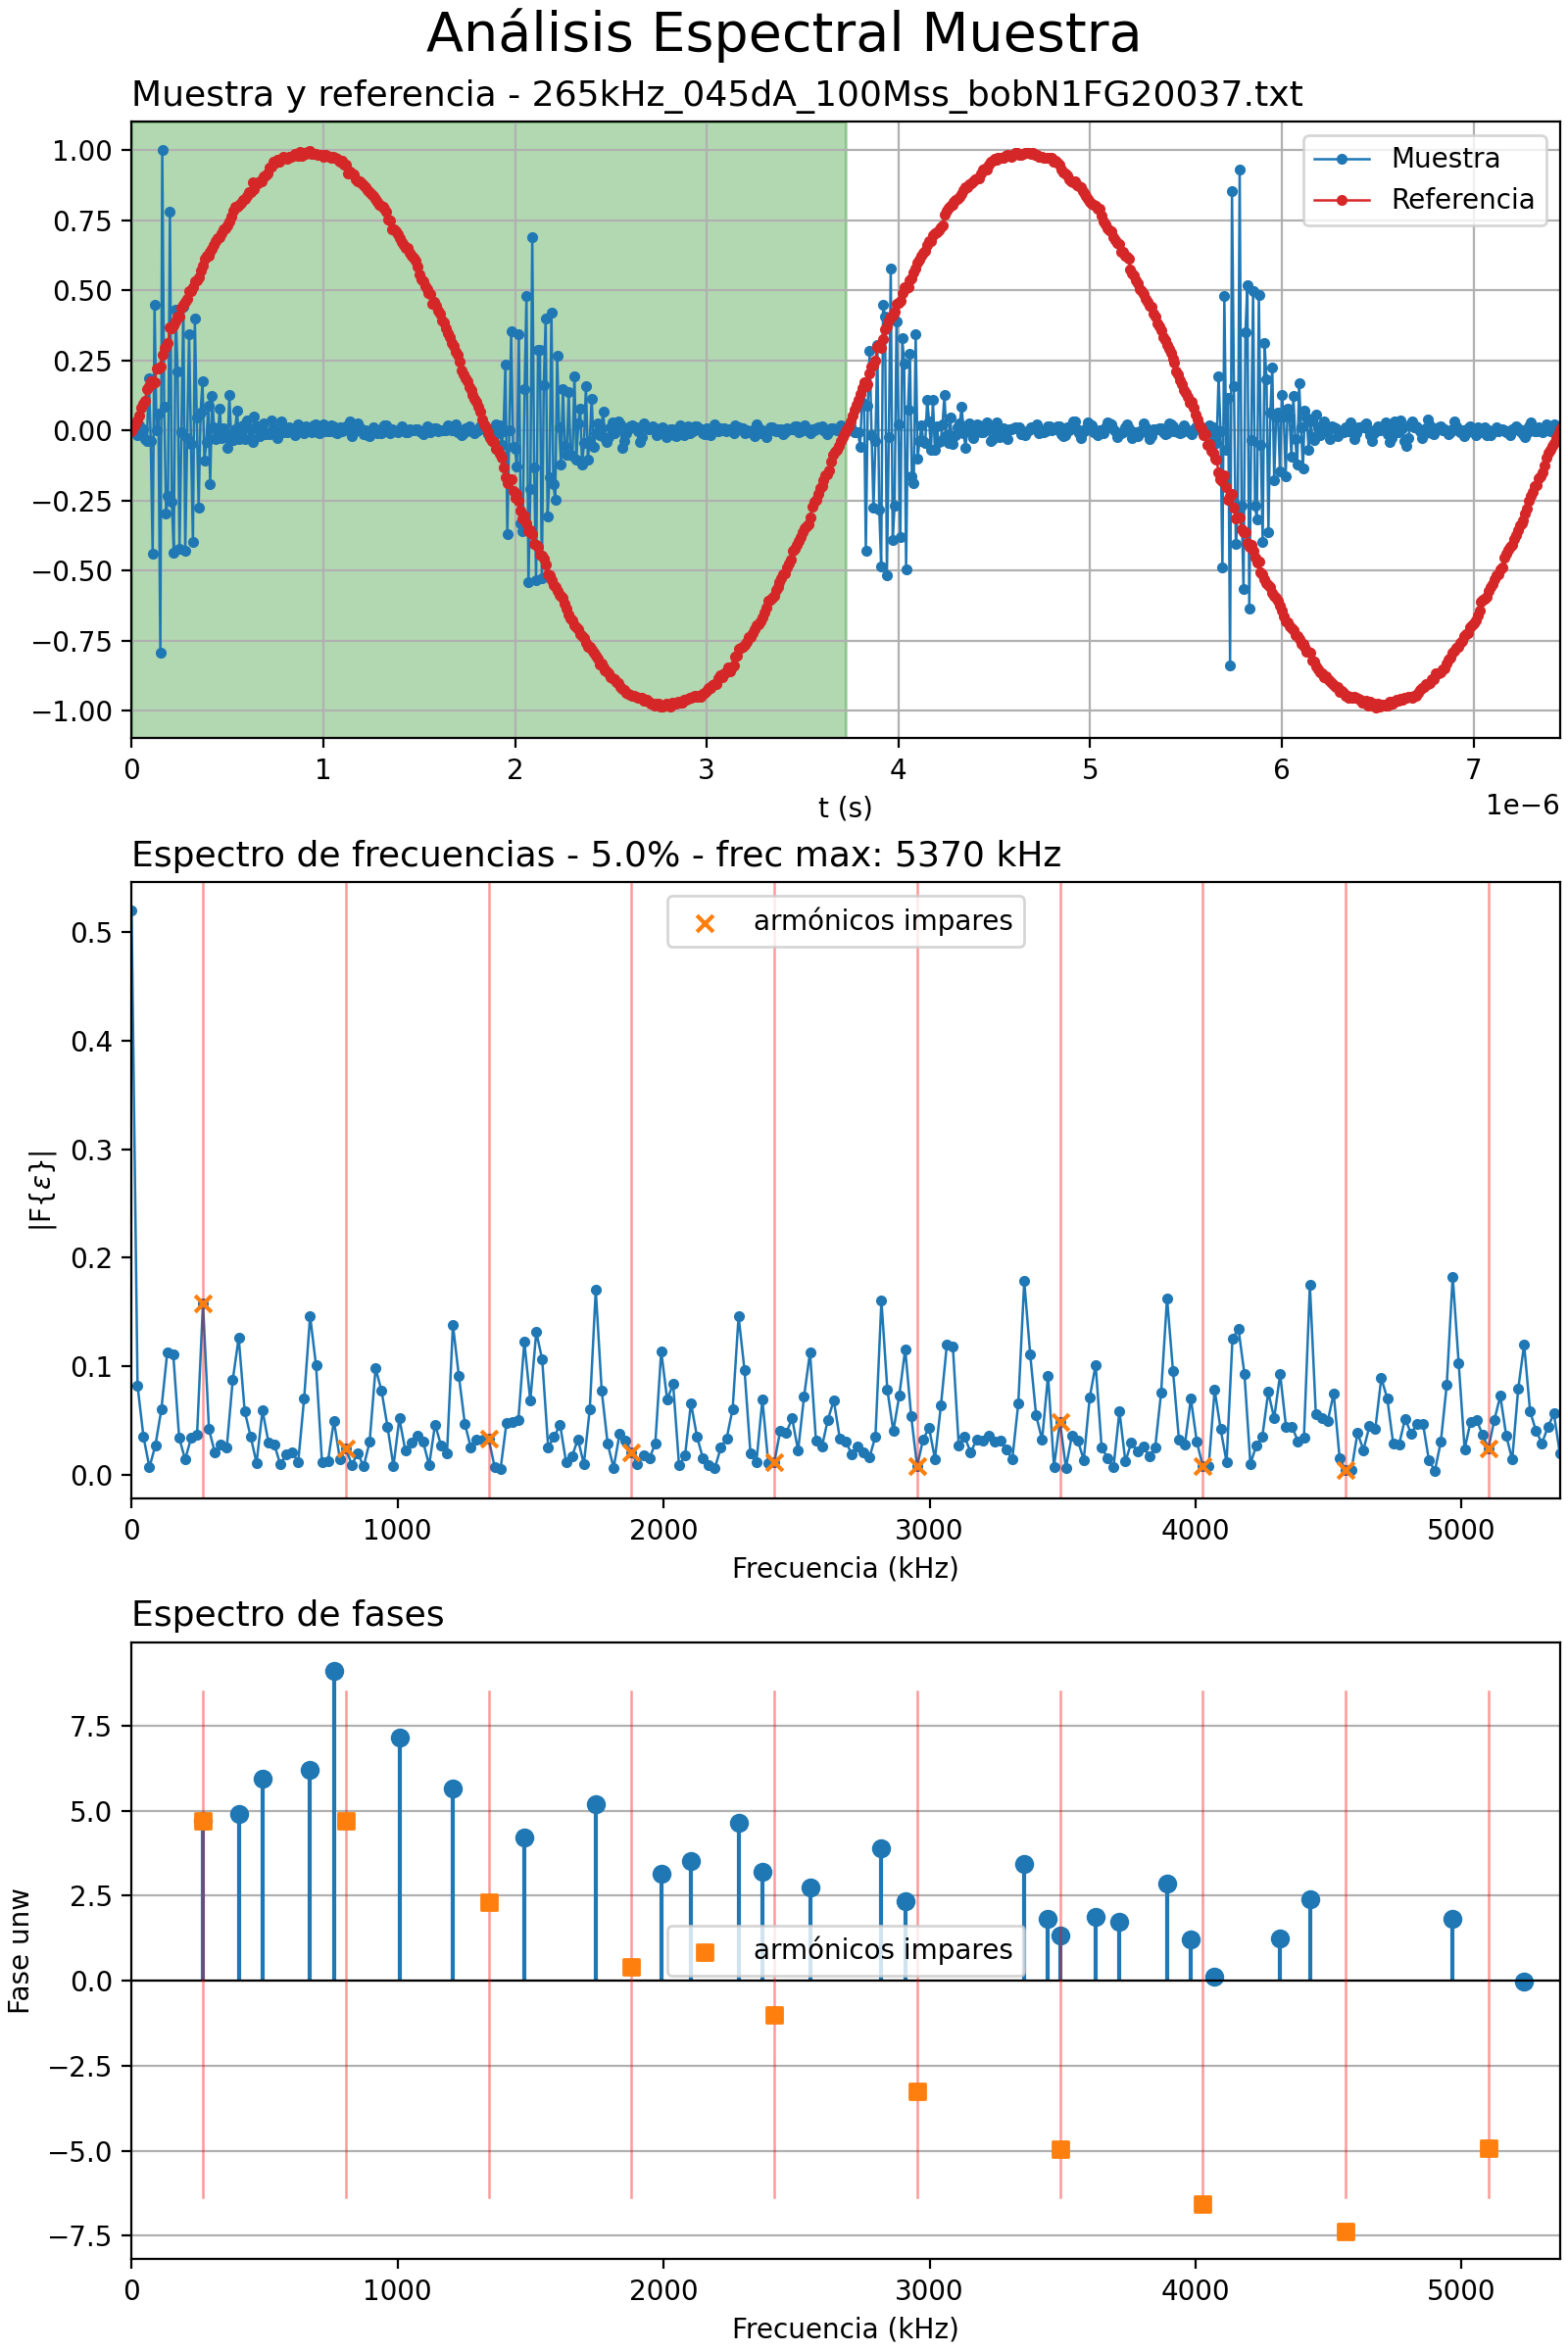 Análisis Espectral Muestra
Muestra y referencia - 265kHz_045dA_100Mss_bobN1FG20037.txt
1.00
0.75
0.50
0.25
0.00
−0.25
−0.50
−0.75
−1.00
Muestra
Referencia
0 1 2 3 4 5 6 7
t (s)
1e−6
Espectro de frecuencias - 5.0% - frec max: 5370 kHz
armónicos impares
0.5
0.4
0.3
0.2
0.1
0.0
|F{ε}|
0 1000 2000 3000 4000 5000
Frecuencia (kHz)
Espectro de fases
7.5
5.0
2.5
0.0
−2.5
−5.0
−7.5
Fase unw
armónicos impares
0 1000 2000 3000 4000 5000
Frecuencia (kHz)